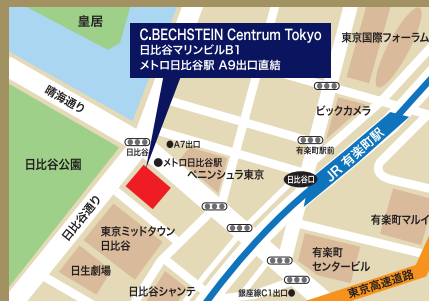 皇居
C.BECHSTEIN Centrum Tokyo
日比谷マリンビルB1
メトロ日比谷駅 A9出口直結
東京国際フォーラム
晴海通り
ビックカメラ
日比谷
A7出口
有楽町駅前
JR 有楽町駅
メトロ日比谷駅
日比谷公園
ペニンシュラ東京
日比谷口
日比谷通り
有楽町マルイ
東京ミッドタウン
日比谷
有楽町
センタービル
日生劇場
東京高速道路
日比谷シャンテ
銀座線C1出口